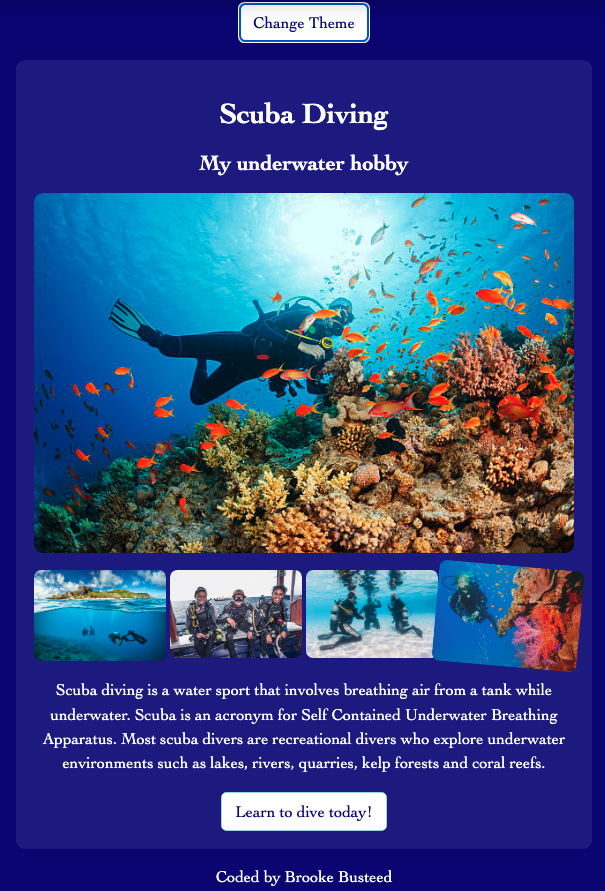 Change Theme
Scuba Diving
My underwater hobby
Scuba diving is a water sport that involves breathing air from a tank while
underwater. Scuba is an acronym for Self Contained Underwater Breathing
Apparatus. Most scuba divers are recreational divers who explore underwater
environments such as lakes, rivers, quarries, kelp forests and coral reefs.
Learn to dive today!
Coded by Brooke Busteed